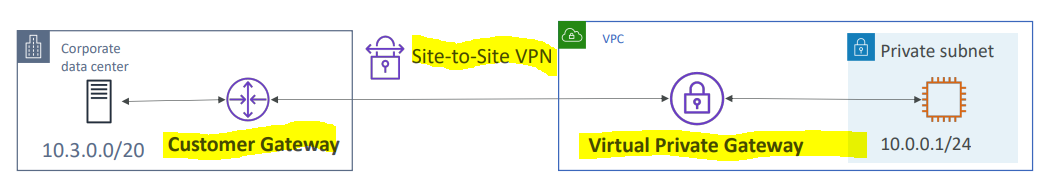 Corporate
data center
10.3.0.0/20
Customer Gateway
Site-to-Site VPN
VPC
Virtual Private Gateway
Private subnet
10.0.0.1/24